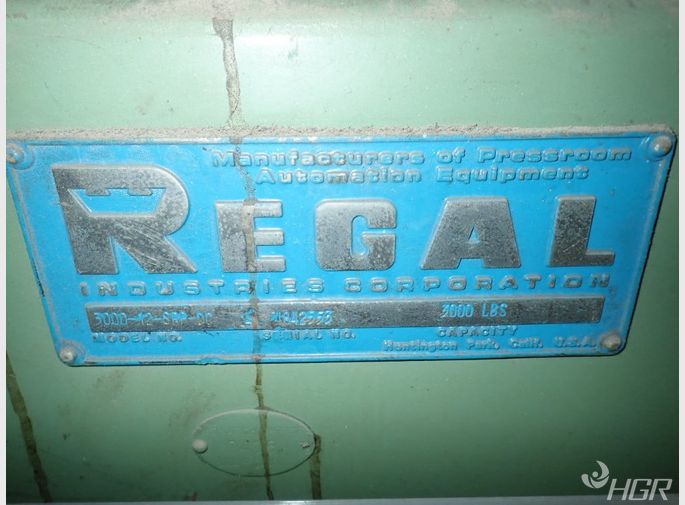 Manufacturers of Pressroom
Automation Equipment
REGAL
INDUSTRIES CORPORATION
3000 LBS
MODEL NO. SERIAL NO. CAPACITY
Huntington Park, Calif. U.S.A.
HGR